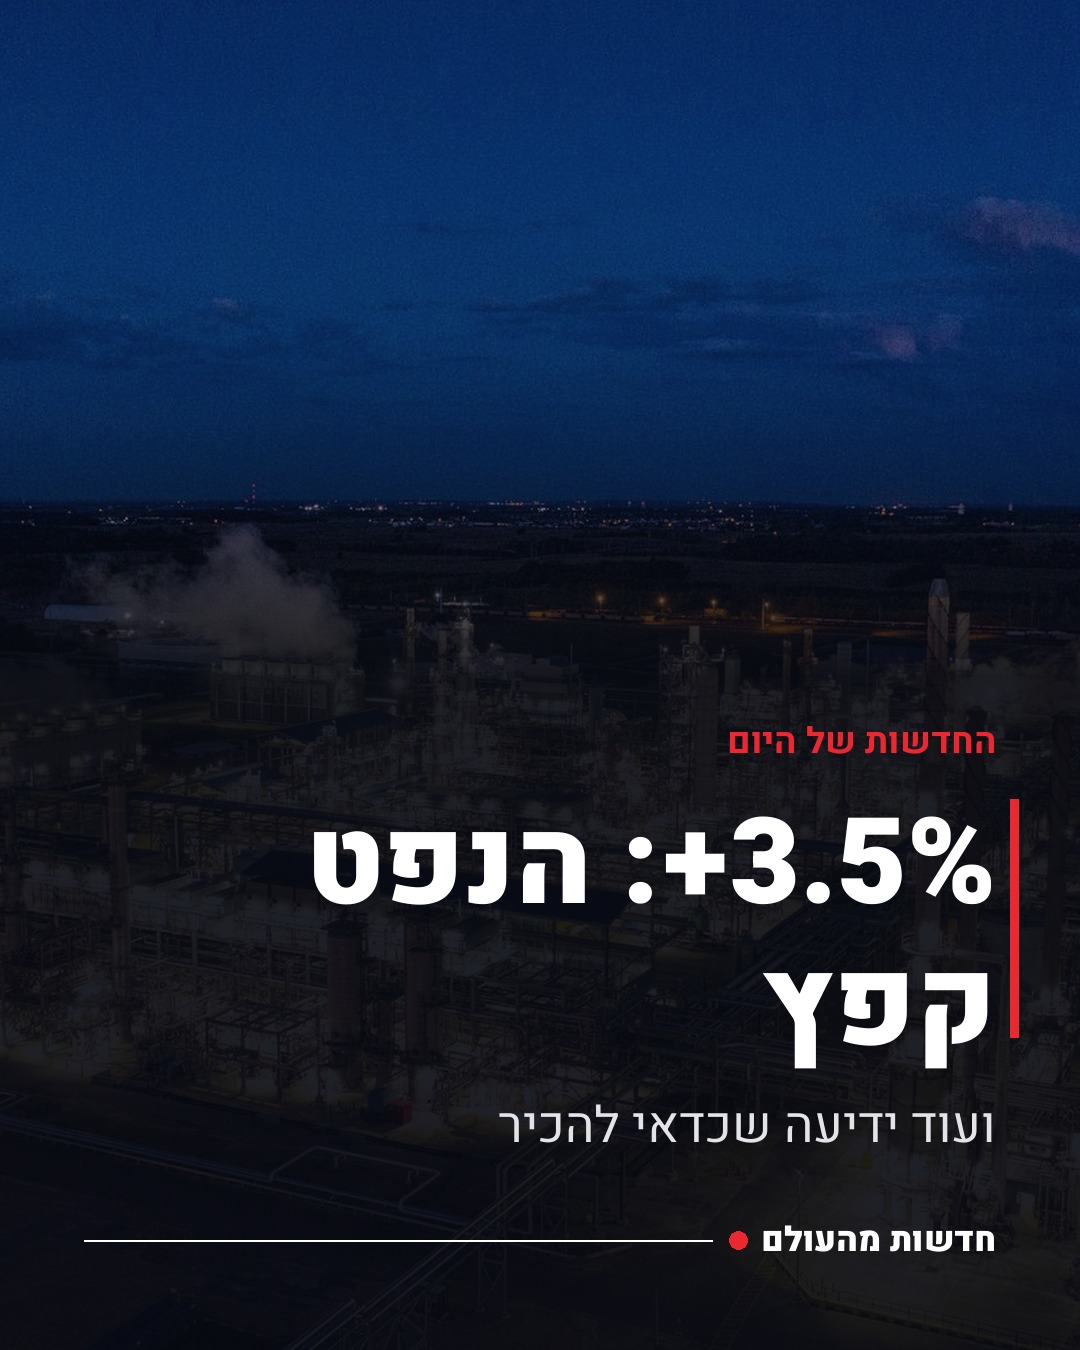 החדשות של היום
+3.5%: הנפט
קפץ
ועוד ידיעה שכדאי להכיר
חדשות מהעולם